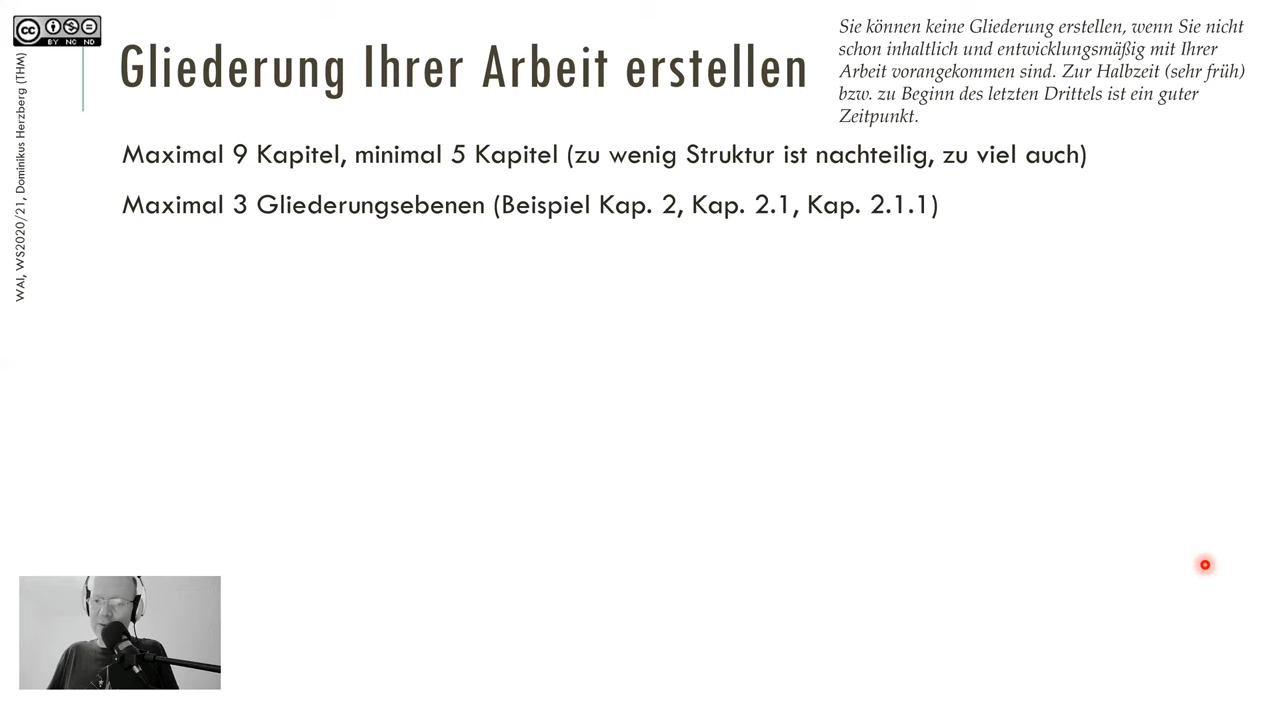 cc
BY NC ND
WAI, WS2020/21, Dominikus Herzberg (THM)
Gliederung Ihrer Arbeit erstellen
Sie können keine Gliederung erstellen, wenn Sie nicht
schon inhaltlich und entwicklungsmäßig mit Ihrer
Arbeit vorangekommen sind. Zur Halbzeit (sehr früh)
bzw. zu Beginn des letzten Drittels ist ein guter
Zeitpunkt.
Maximal 9 Kapitel, minimal 5 Kapitel (zu wenig Struktur ist nachteilig, zu viel auch)
Maximal 3 Gliederungsebenen (Beispiel Kap. 2, Kap. 2.1, Kap. 2.1.1)